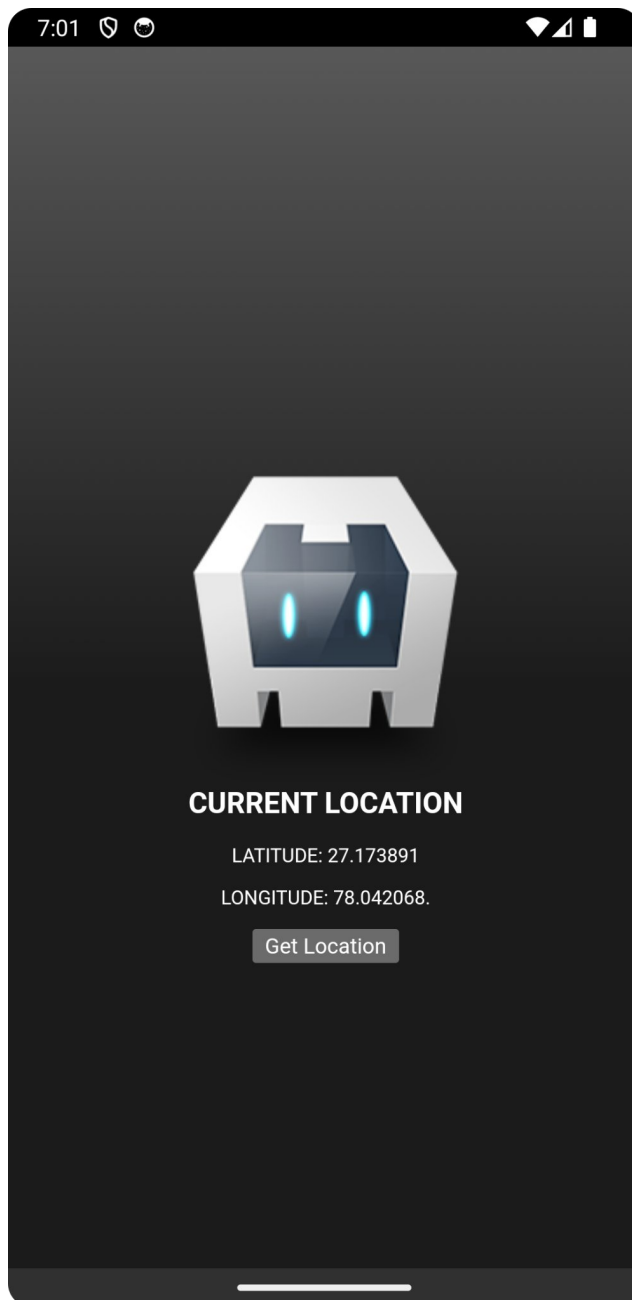 7:01
CURRENT LOCATION
LATITUDE: 27.173891
LONGITUDE: 78.042068.
Get Location